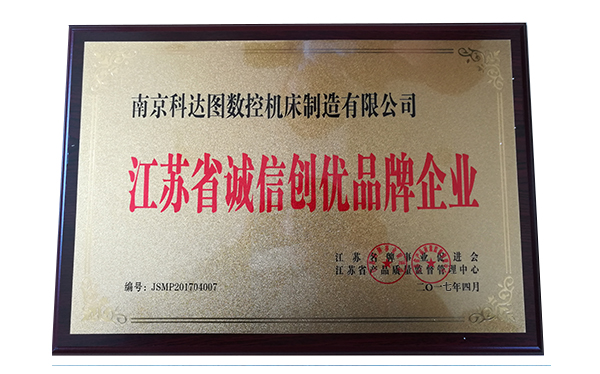 南京科达图数控机床制造有限公司
江苏省诚信创优品牌企业
江苏名牌事业促进会
江苏省产品质量监督管理中心
编号：JSMP201704007
二〇一七年四月